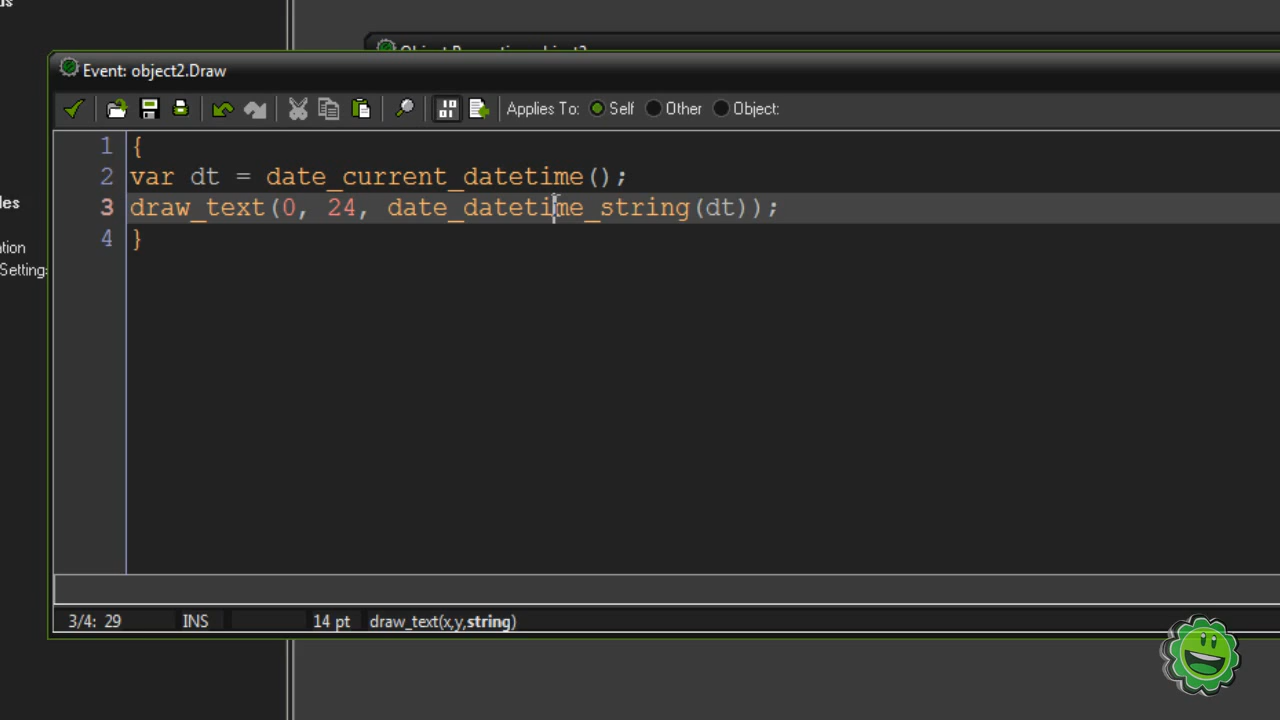 Event: object2.Draw
Applies To: Self Other Object:
1 {
2 var dt = date_current_datetime();
3 draw_text(0, 24, date_datetime_string(dt));
4 }
3/4: 29 INS 14 pt draw_text(x,y,string)